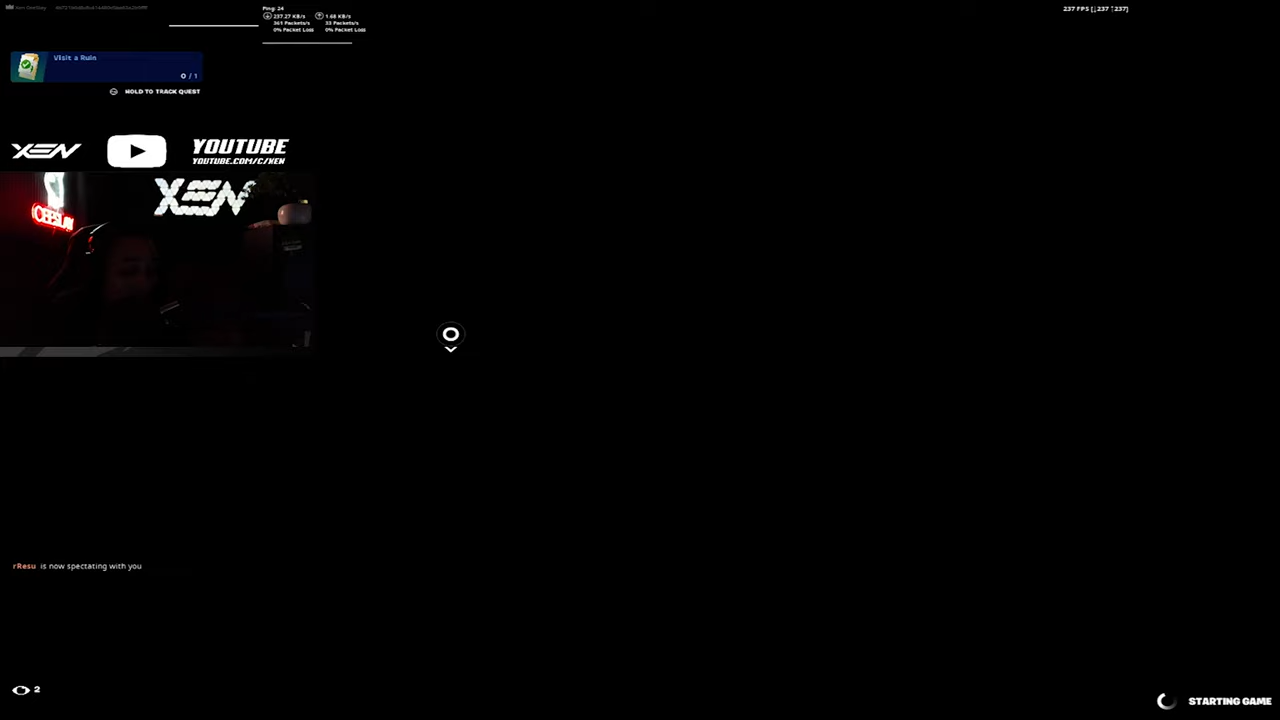 Ping: 24
237.27 KB/s 1.68 KB/s
361 Packets/s 33 Packets/s
0% Packet Loss 0% Packet Loss
237 FPS [↓237 ↑237]
Visit a Ruin
0 / 1
HOLD TO TRACK QUEST
XEN
YOUTUBE
YOUTUBE.COM/C/XEN
XEN
rResu is now spectating with you
2
STARTING GAME